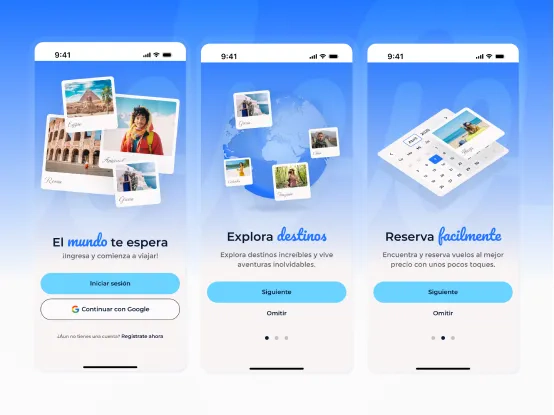 9:41
Egipto
Roma
Grecia
El mundo te espera
¡Ingresa y comienza a viajar!
Iniciar sesión
Continuar con Google
¿Aun no tienes una cuenta? Regístrate ahora
9:41
Grecia
Explora destinos
Explora destinos increíbles y vive
aventuras inolvidables.
Siguiente
Omitir
9:41
Abril
2025
Reserva facilmente
Encuentra y reserva vuelos al mejor
precio con unos pocos toques.
Siguiente
Omitir